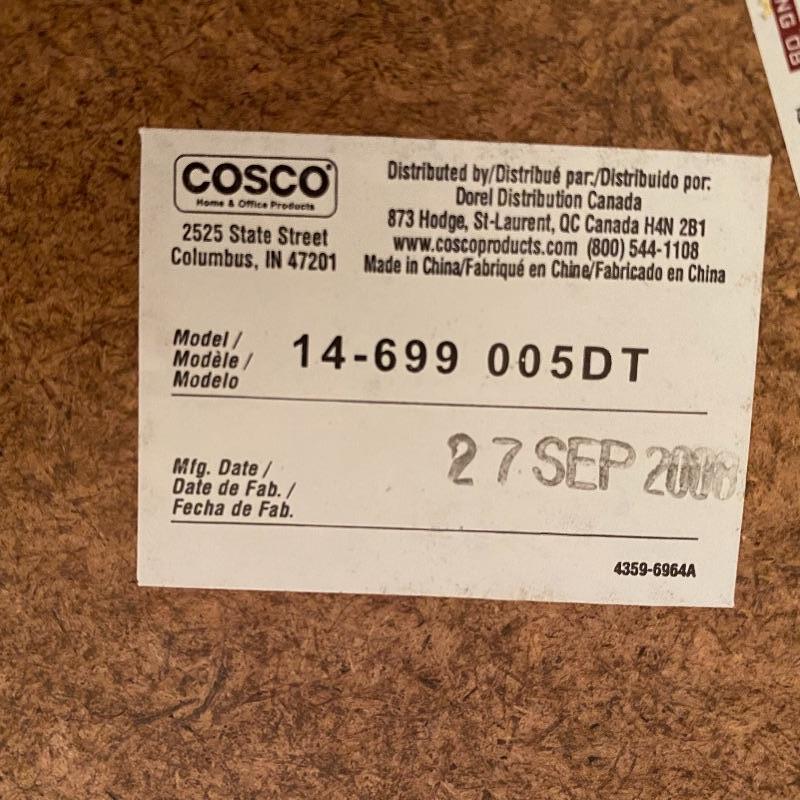 COSCO
Home & Office Products
2525 State Street
Columbus, IN 47201
Distributed by/Distribué par:/Distribuido por:
Dorel Distribution Canada
873 Hodge, St-Laurent, QC Canada H4N 2B1
www.coscoproducts.com (800) 544-1108
Made in China/Fabriqué en Chine/Fabricado en China
Model /
Modèle /
Modelo
14-699 005DT
Mfg. Date /
Date de Fab. /
Fecha de Fab.
27 SEP
4359-6964A